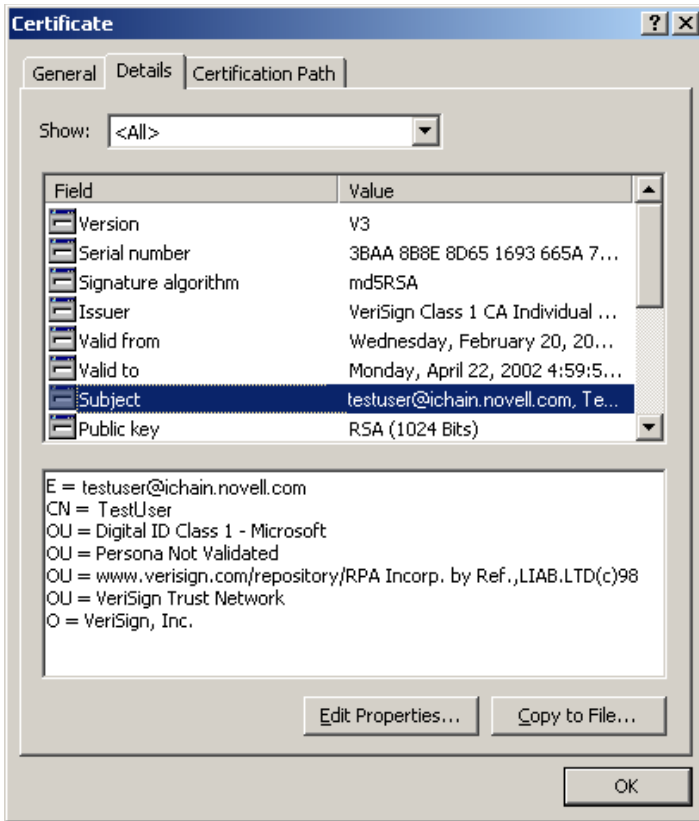 Certificate
General Details Certification Path
Show: <All>
Field Value
Version V3
Serial number 3BAA 8B8E 8D65 1693 665A 7...
Signature algorithm md5RSA
Issuer VeriSign Class 1 CA Individual ...
Valid from Wednesday, February 20, 20...
Valid to Monday, April 22, 2002 4:59:5...
Subject testuser@ichain.novell.com, Te...
Public key RSA (1024 Bits)
E = testuser@ichain.novell.com
CN = TestUser
OU = Digital ID Class 1 - Microsoft
OU = Persona Not Validated
OU = www.verisign.com/repository/RPA Incorp. by Ref.,LIAB.LTD(c)98
OU = VeriSign Trust Network
O = VeriSign, Inc.
Edit Properties... Copy to File...
OK